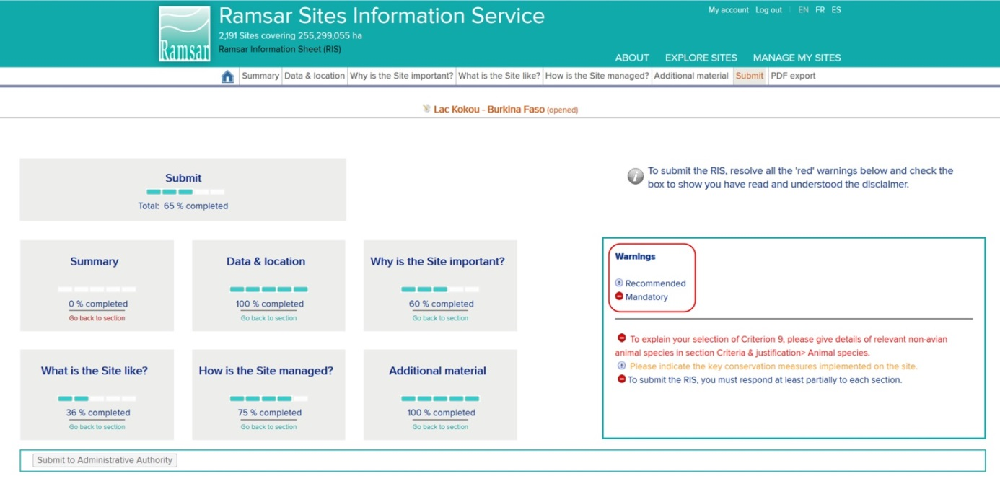 Ramsar
Ramsar Sites Information Service
2,191 Sites covering 255,299,055 ha
Ramsar Information Sheet (RIS)
My account Log out | EN FR ES
ABOUT EXPLORE SITES MANAGE MY SITES
Summary Data & location Why is the Site important? What is the Site like? How is the Site managed? Additional material Submit PDF export
Lac Kokou - Burkina Faso (opened)
Submit
Total: 65 % completed
i
To submit the RIS, resolve all the 'red' warnings below and check the
box to show you have read and understood the disclaimer.
Summary
0 % completed
Go back to section
Data & location
100 % completed
Go back to section
Why is the Site important?
60 % completed
Go back to section
What is the Site like?
36 % completed
Go back to section
How is the Site managed?
75 % completed
Go back to section
Additional material
100 % completed
Go back to section
Warnings
Recommended
Mandatory
To explain your selection of Criterion 9, please give details of relevant non-avian
animal species in section Criteria & justification> Animal species.
Please indicate the key conservation measures implemented on the site.
To submit the RIS, you must respond at least partially to each section.
Submit to Administrative Authority